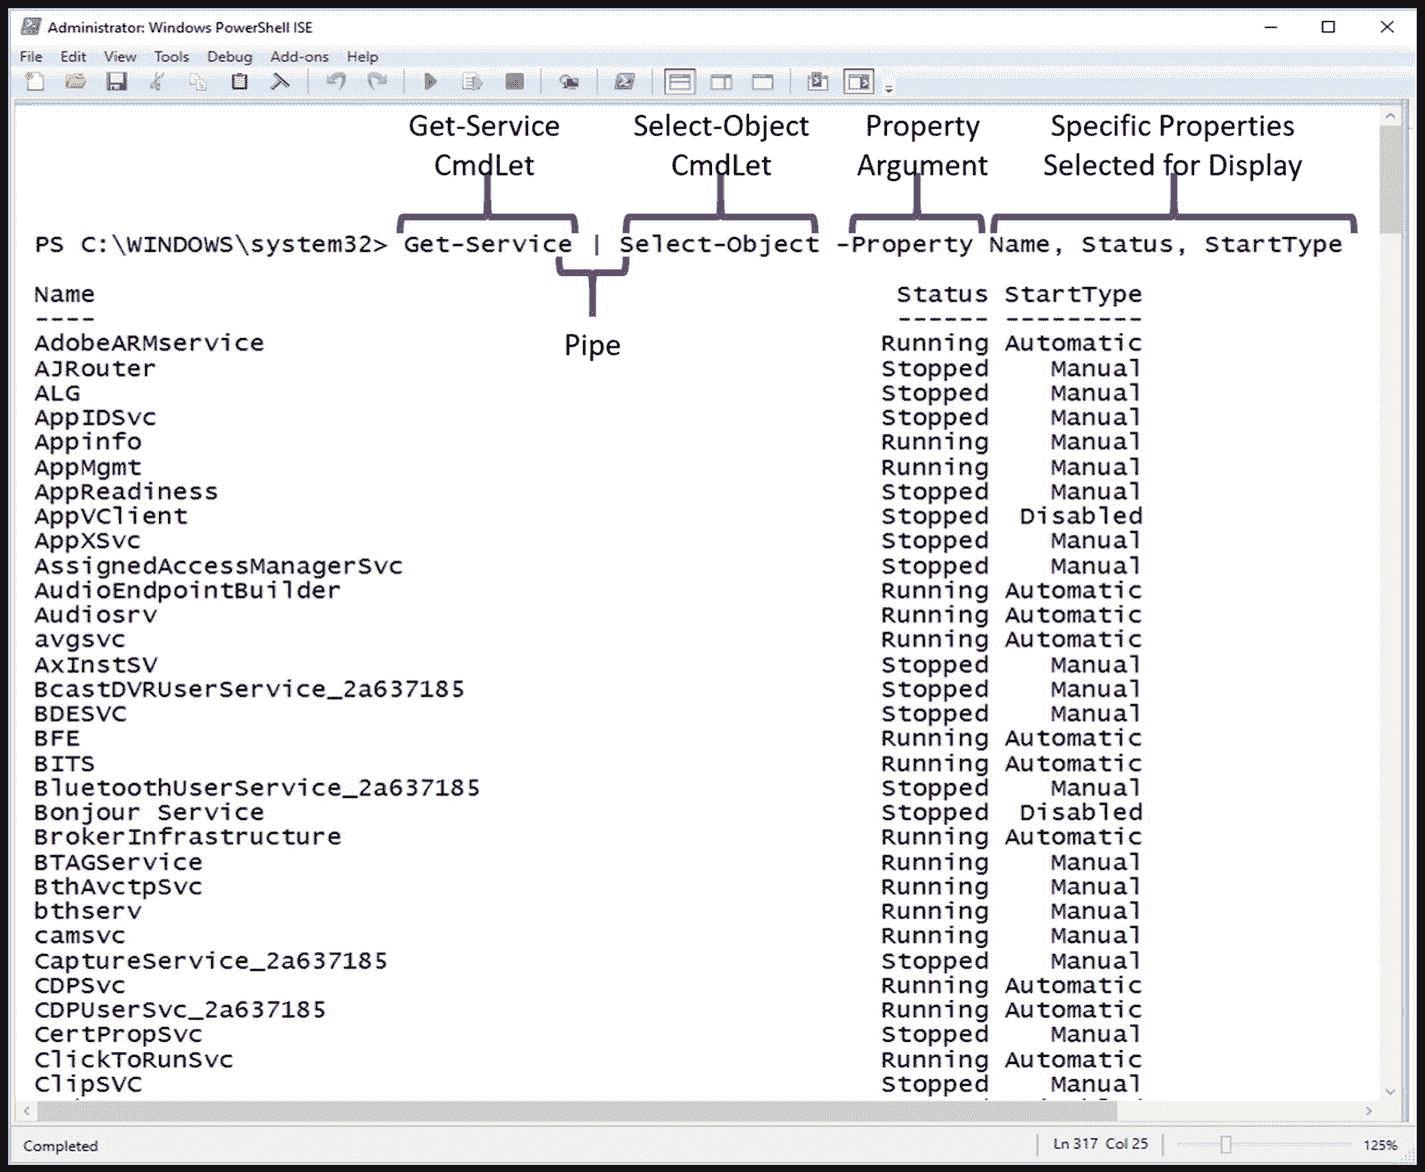 Administrator: Windows PowerShell ISE
File Edit View Tools Debug Add-ons Help
Get-Service CmdLet
Select-Object CmdLet
Property Argument
Specific Properties Selected for Display
PS C:\WINDOWS\system32> Get-Service | Select-Object -Property Name, Status, StartType
Pipe
Name Status StartType
---- ------ ---------
AdobeARMservice Running Automatic
AJRouter Stopped Manual
ALG Stopped Manual
AppIDSvc Stopped Manual
Appinfo Running Manual
AppMgmt Running Manual
AppReadiness Stopped Manual
AppVClient Stopped Disabled
AppXSvc Stopped Manual
AssignedAccessManagerSvc Stopped Manual
AudioEndpointBuilder Running Automatic
Audiosrv Running Automatic
avgsvc Running Automatic
AxInstSV Stopped Manual
BcastDVRUserService_2a637185 Stopped Manual
BDESVC Stopped Manual
BFE Running Automatic
BITS Running Automatic
BluetoothUserService_2a637185 Stopped Manual
Bonjour Service Stopped Disabled
BrokerInfrastructure Running Automatic
BTAGService Running Manual
BthAvctpSvc Running Manual
bthserv Running Manual
camsvc Running Manual
CaptureService_2a637185 Stopped Manual
CDPSvc Running Automatic
CDPUserSvc_2a637185 Running Automatic
CertPropSvc Stopped Manual
ClickToRunSvc Running Automatic
ClipSVC Stopped Manual
Completed Ln 317 Col 25 125%